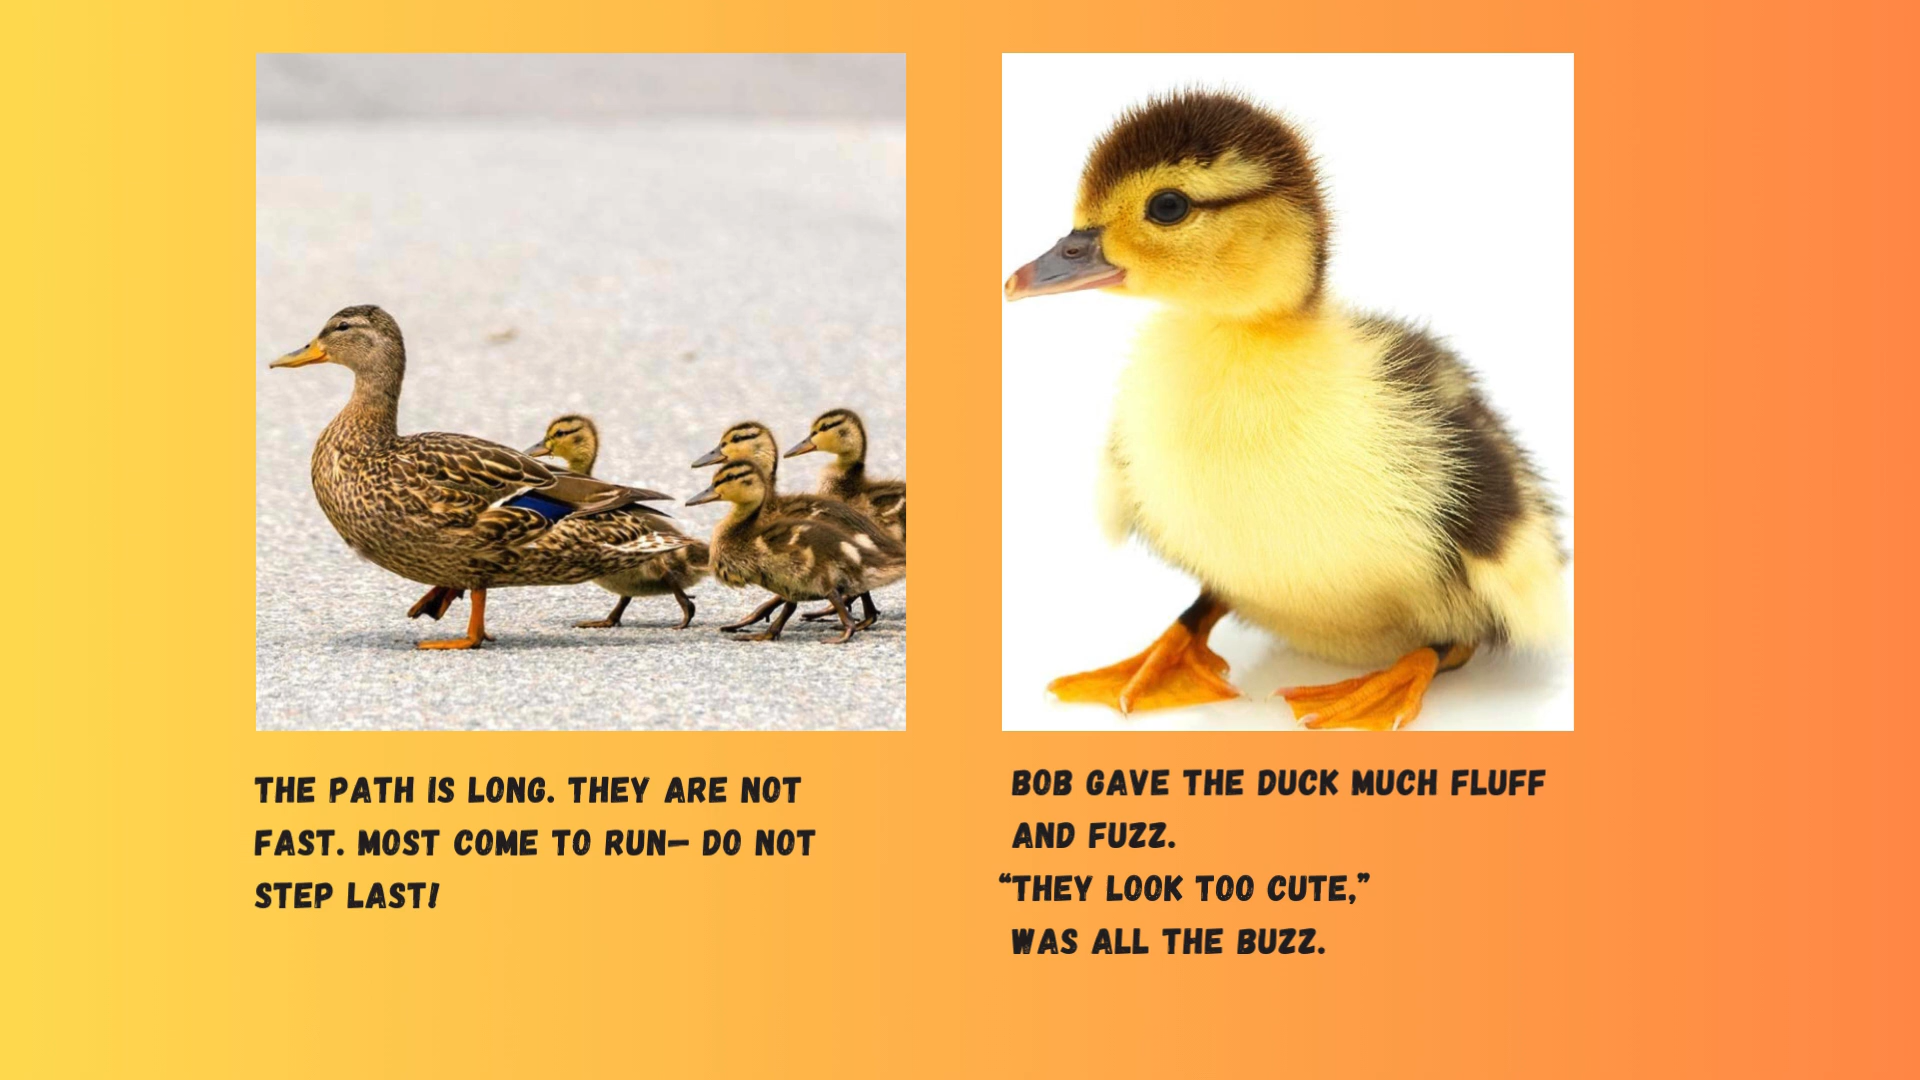 THE PATH IS LONG. THEY ARE NOT
FAST. MOST COME TO RUN— DO NOT
STEP LAST!
BOB GAVE THE DUCK MUCH FLUFF
AND FUZZ.
“THEY LOOK TOO CUTE,”
WAS ALL THE BUZZ.